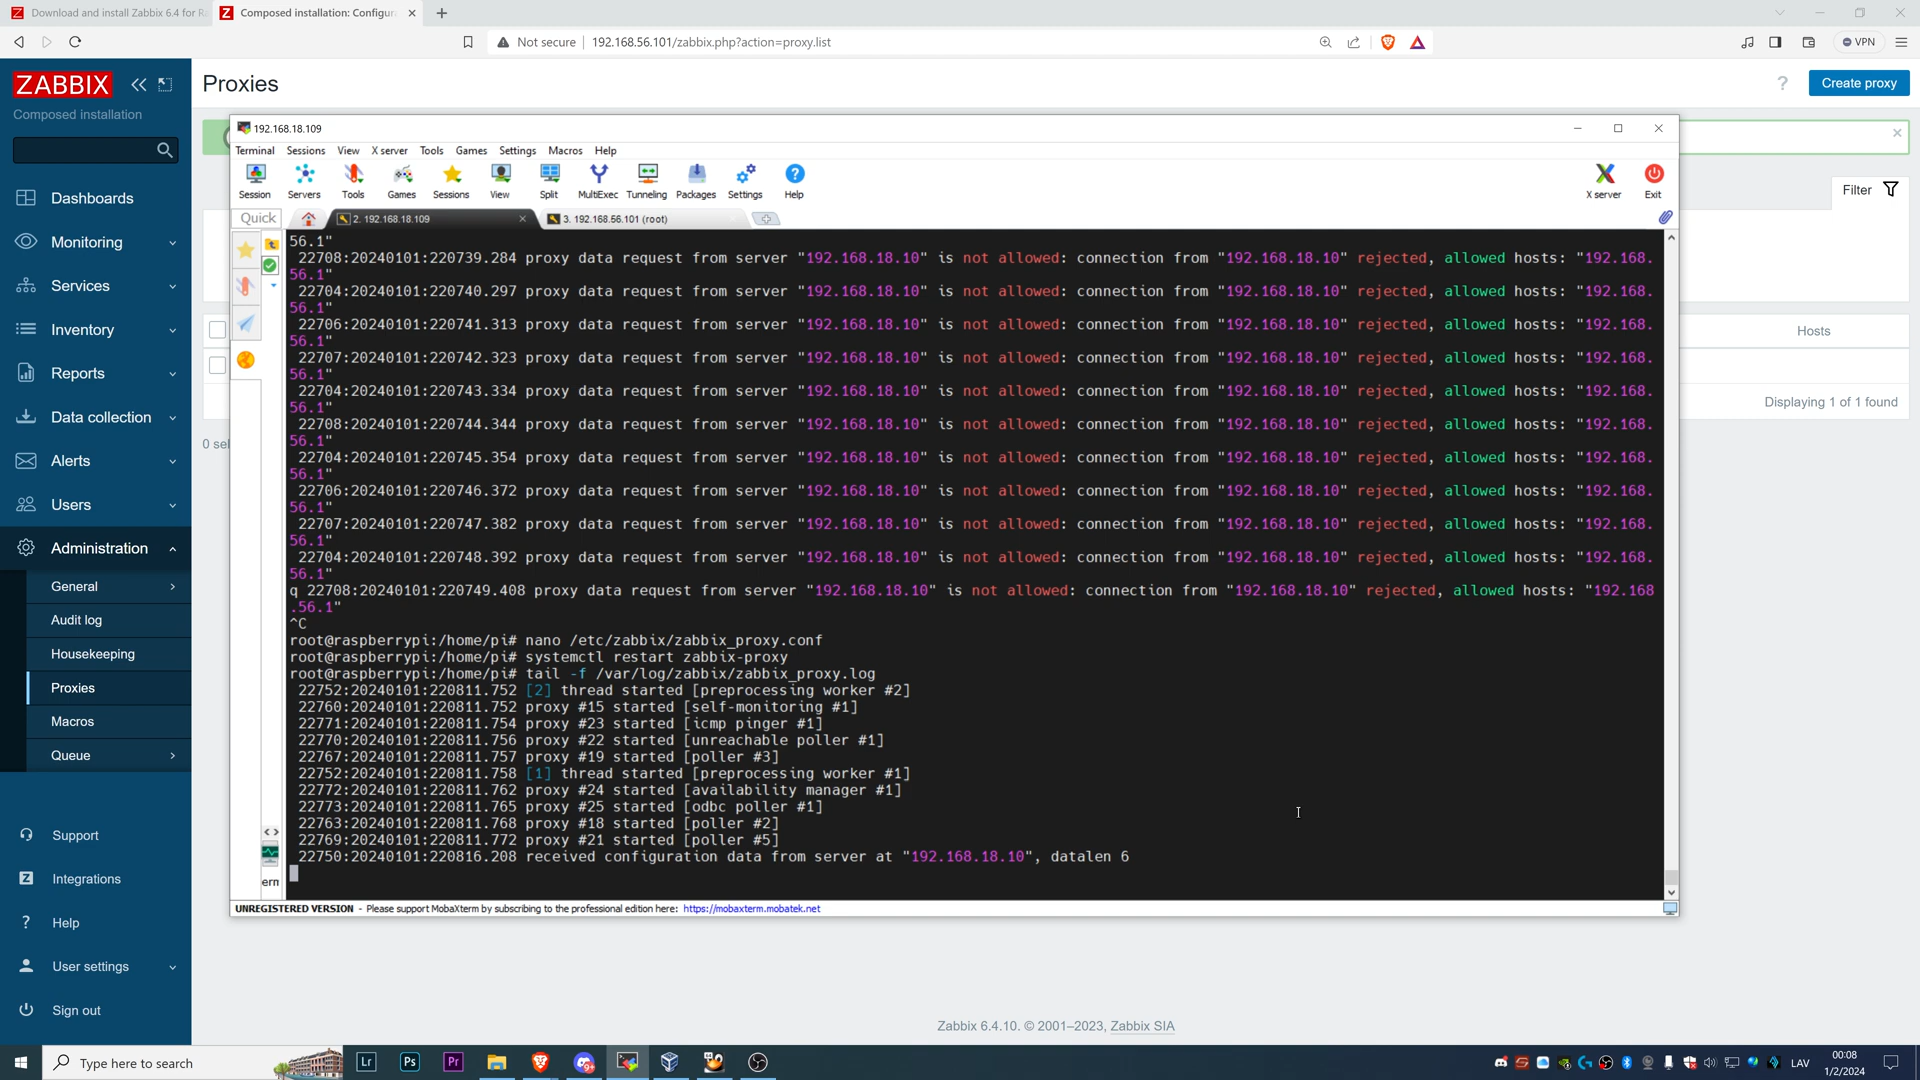 Download and install Zabbix 6.4 for R
Composed installation: Configur
Not secure
192.168.56.101/zabbix.php?action=proxy.list
VPN
ZABBIX
Composed installation
Dashboards
Monitoring
Services
Inventory
Reports
Data collection
Alerts
Users
Administration
General
Audit log
Housekeeping
Proxies
Macros
Queue
Support
Integrations
Help
User settings
Sign out
Proxies
Create proxy
Filter
Hosts
Displaying 1 of 1 found
0 sel
192.168.18.109
Terminal Sessions View X server Tools Games Settings Macros Help
Session Servers Tools Games Sessions View Split MultiExec Tunneling Packages Settings Help X server Exit
Quick
2. 192.168.18.109
3. 192.168.56.101 (root)
56.1"
22708:20240101:220739.284 proxy data request from server "192.168.18.10" is not allowed: connection from "192.168.18.10" rejected, allowed hosts: "192.168.
56.1"
22704:20240101:220740.297 proxy data request from server "192.168.18.10" is not allowed: connection from "192.168.18.10" rejected, allowed hosts: "192.168.
56.1"
22706:20240101:220741.313 proxy data request from server "192.168.18.10" is not allowed: connection from "192.168.18.10" rejected, allowed hosts: "192.168.
56.1"
22707:20240101:220742.323 proxy data request from server "192.168.18.10" is not allowed: connection from "192.168.18.10" rejected, allowed hosts: "192.168.
56.1"
22704:20240101:220743.334 proxy data request from server "192.168.18.10" is not allowed: connection from "192.168.18.10" rejected, allowed hosts: "192.168.
56.1"
22708:20240101:220744.344 proxy data request from server "192.168.18.10" is not allowed: connection from "192.168.18.10" rejected, allowed hosts: "192.168.
56.1"
22704:20240101:220745.354 proxy data request from server "192.168.18.10" is not allowed: connection from "192.168.18.10" rejected, allowed hosts: "192.168.
56.1"
22706:20240101:220746.372 proxy data request from server "192.168.18.10" is not allowed: connection from "192.168.18.10" rejected, allowed hosts: "192.168.
56.1"
22707:20240101:220747.382 proxy data request from server "192.168.18.10" is not allowed: connection from "192.168.18.10" rejected, allowed hosts: "192.168.
56.1"
22704:20240101:220748.392 proxy data request from server "192.168.18.10" is not allowed: connection from "192.168.18.10" rejected, allowed hosts: "192.168.
56.1"
q 22708:20240101:220749.408 proxy data request from server "192.168.18.10" is not allowed: connection from "192.168.18.10" rejected, allowed hosts: "192.168
.56.1"
^C
root@raspberrypi:/home/pi# nano /etc/zabbix/zabbix_proxy.conf
root@raspberrypi:/home/pi# systemctl restart zabbix-proxy
root@raspberrypi:/home/pi# tail -f /var/log/zabbix/zabbix_proxy.log
22752:20240101:220811.752 [2] thread started [preprocessing worker #2]
22760:20240101:220811.752 proxy #15 started [self-monitoring #1]
22771:20240101:220811.754 proxy #23 started [icmp pinger #1]
22770:20240101:220811.756 proxy #22 started [unreachable poller #1]
22767:20240101:220811.757 proxy #19 started [poller #3]
22752:20240101:220811.758 [1] thread started [preprocessing worker #1]
22772:20240101:220811.762 proxy #24 started [availability manager #1]
22773:20240101:220811.765 proxy #25 started [odbc poller #1]
22763:20240101:220811.768 proxy #18 started [poller #2]
22769:20240101:220811.772 proxy #21 started [poller #5]
22750:20240101:220816.208 received configuration data from server at "192.168.18.10", datalen 6
erm
UNREGISTERED VERSION - Please support MobaXterm by subscribing to the professional edition here: https://mobaxterm.mobatek.net
Zabbix 6.4.10. © 2001–2023, Zabbix SIA
Type here to search
Lr
Ps
Pr
LAV
00:08
1/2/2024